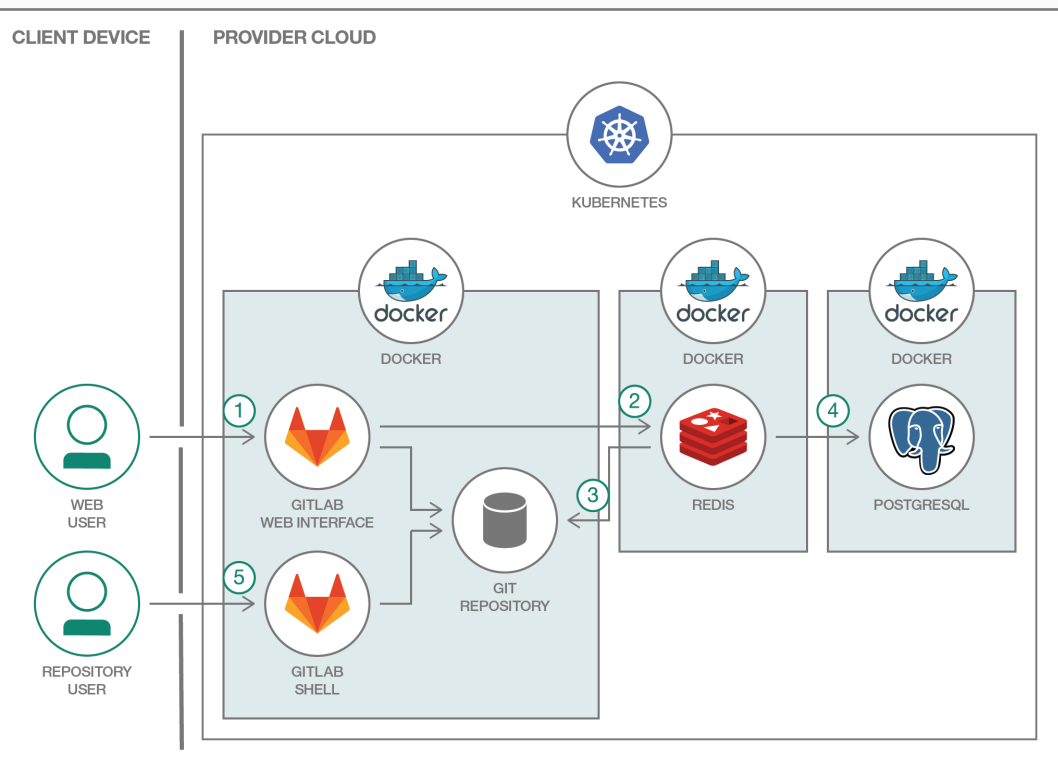 CLIENT DEVICE
PROVIDER CLOUD
KUBERNETES
docker
DOCKER
docker
DOCKER
docker
DOCKER
1
2
3
4
5
WEB
USER
GITLAB
WEB INTERFACE
REDIS
POSTGRESQL
GIT
REPOSITORY
REPOSITORY
USER
GITLAB
SHELL